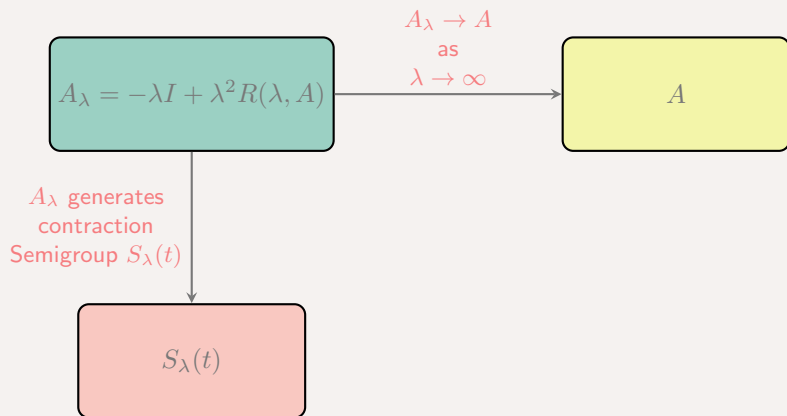 A_λ → A
as
λ → ∞
A_λ = −λI + λ²R(λ, A)
A
A_λ generates
contraction
Semigroup S_λ(t)
S_λ(t)